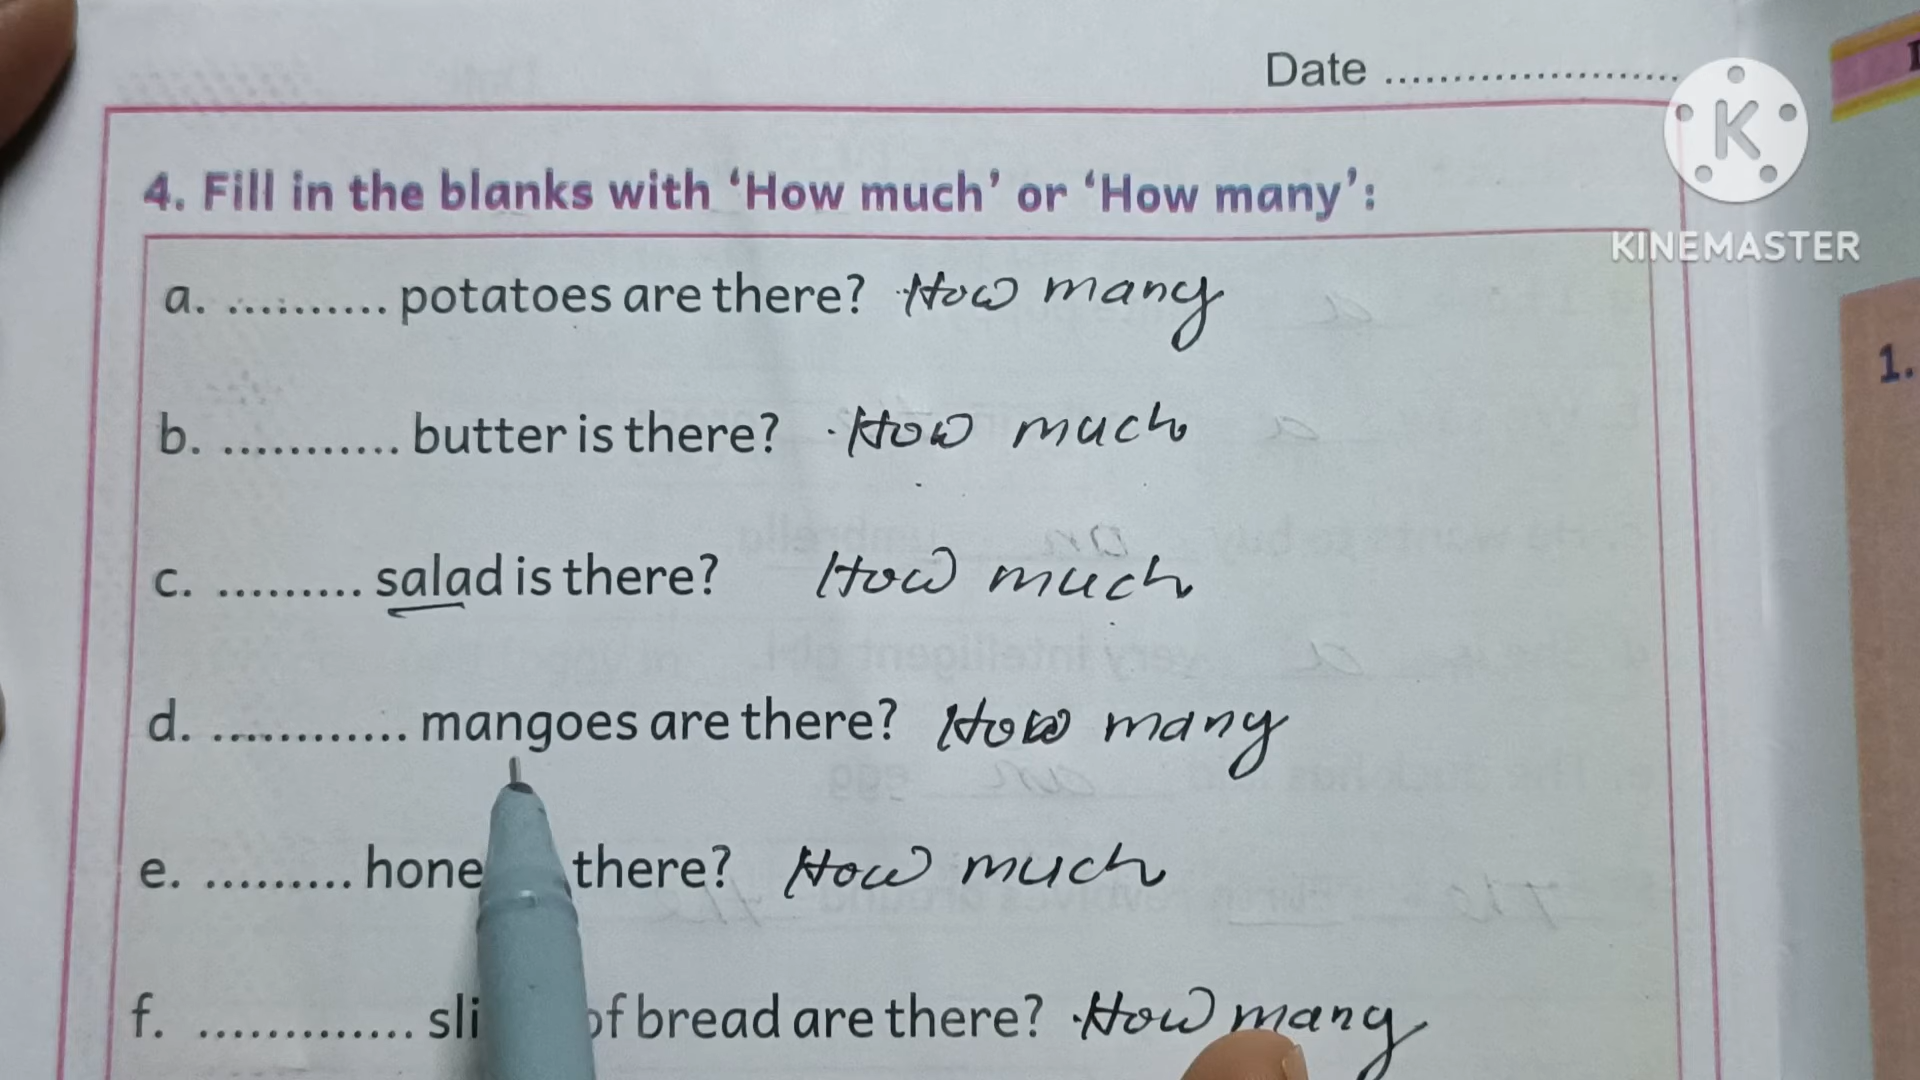 Date ......................
K
KINEMASTER
4. Fill in the blanks with ‘How much’ or ‘How many’:
a. ........... potatoes are there? How many
b. ........... butter is there? How much
c. ......... salad is there? How much
d. ............ mangoes are there? How many
e. ......... hone there? How much
f. ............. sli of bread are there? How many
1.